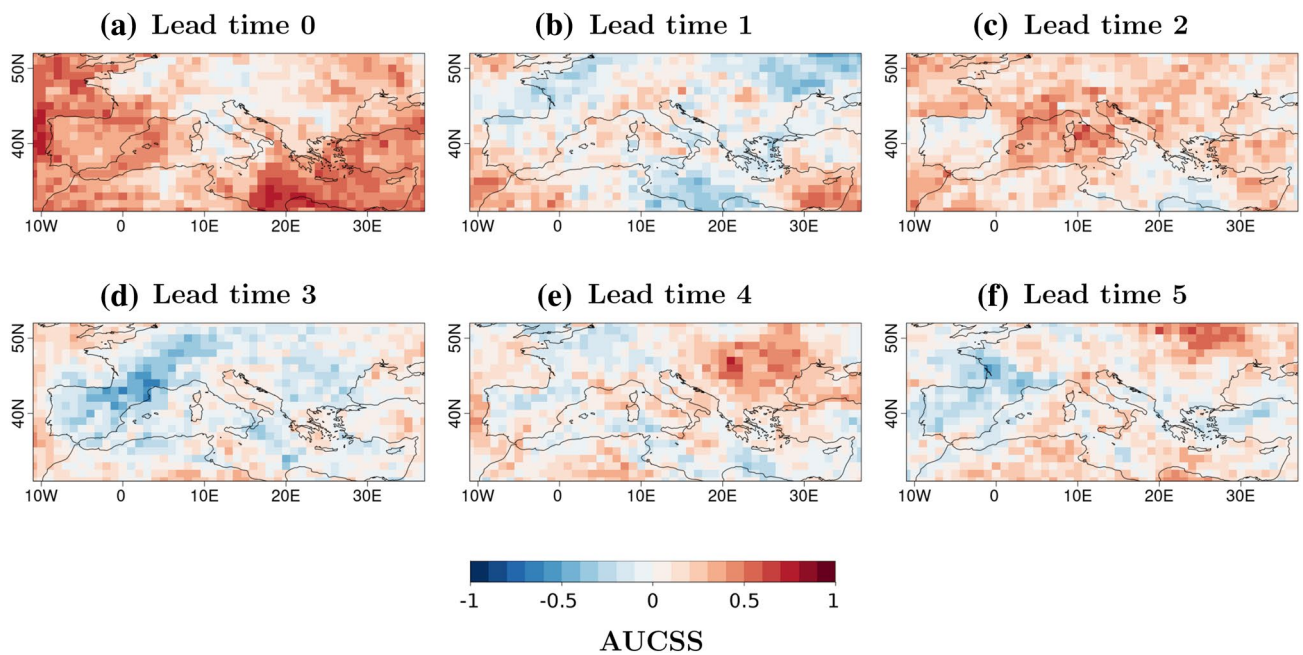 (a) Lead time 0
(b) Lead time 1
(c) Lead time 2
50N
40N
10W 0 10E 20E 30E
50N
40N
10W 0 10E 20E 30E
50N
40N
10W 0 10E 20E 30E
(d) Lead time 3
(e) Lead time 4
(f) Lead time 5
50N
40N
10W 0 10E 20E 30E
50N
40N
10W 0 10E 20E 30E
50N
40N
10W 0 10E 20E 30E
-1 -0.5 0 0.5 1
AUCSS